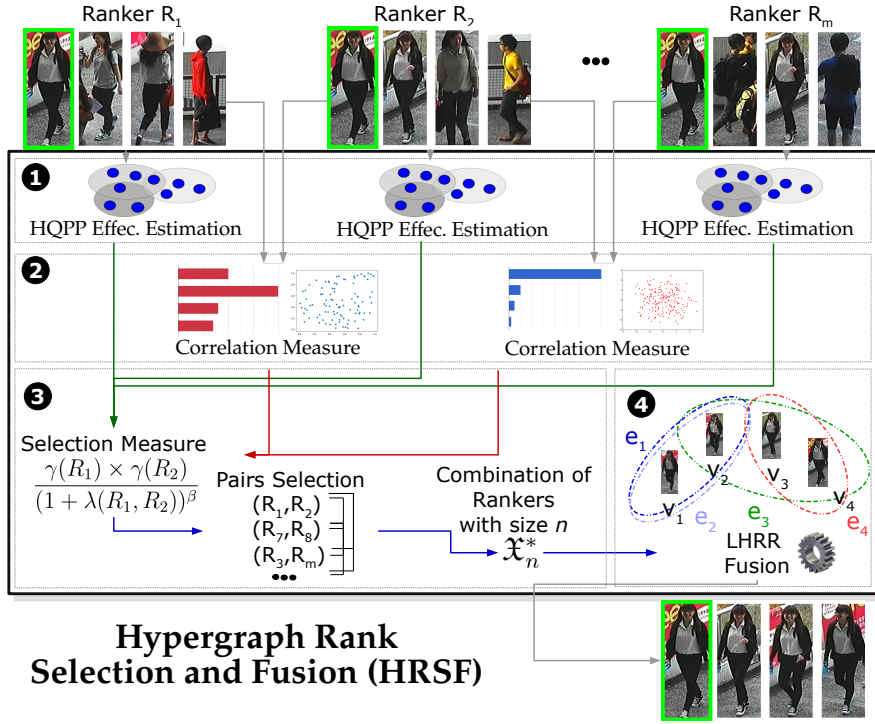 Ranker R₁
Ranker R₂
Ranker Rₘ
•••
1
HQPP Effec. Estimation
HQPP Effec. Estimation
HQPP Effec. Estimation
2
Correlation Measure
Correlation Measure
3
Selection Measure
γ(R₁) × γ(R₂)
(1 + λ(R₁, R₂))ᵝ
Pairs Selection
(R₁,R₂)
(R₇,R₈)
(R₃,Rₘ)
•••
Combination of
Rankers
with size n
𝔛*ₙ
4
e₁
v₂
v₃
v₁
v₄
e₂
e₃
e₄
LHRR
Fusion
Hypergraph Rank
Selection and Fusion (HRSF)